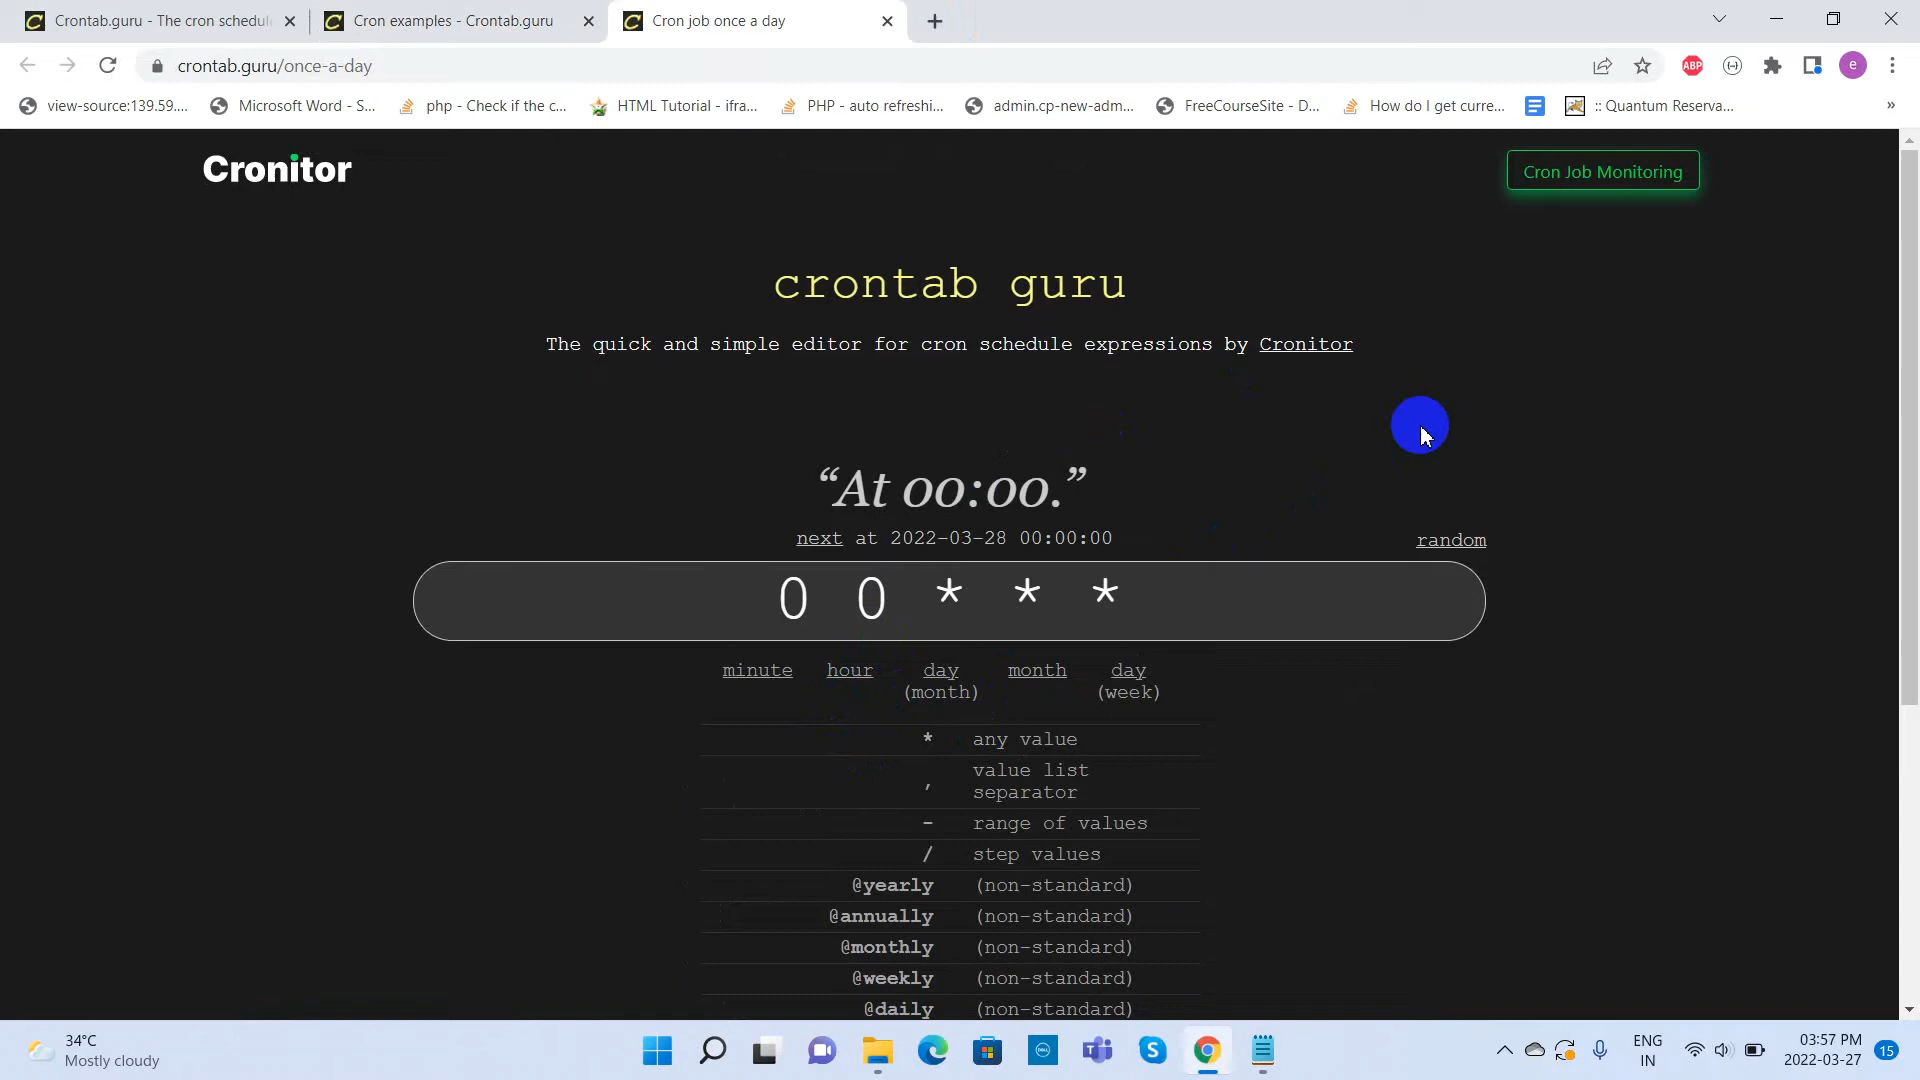 Crontab.guru - The cron schedul
Cron examples - Crontab.guru
Cron job once a day
crontab.guru/once-a-day
ABP
e
view-source:139.59....
Microsoft Word - S...
php - Check if the c...
HTML Tutorial - ifra...
PHP - auto refreshi...
admin.cp-new-adm...
FreeCourseSite - D...
How do I get curre...
:: Quantum Reserva...
»
Cronitor
Cron Job Monitoring
crontab guru
The quick and simple editor for cron schedule expressions by Cronitor
“At 00:00.”
next at 2022-03-28 00:00:00
random
0 0 * * *
minute hour day month day
(month) (week)
* any value
, value list
separator
- range of values
/ step values
@yearly (non-standard)
@annually (non-standard)
@monthly (non-standard)
@weekly (non-standard)
@daily (non-standard)
34°C
Mostly cloudy
ENG
IN
03:57 PM
2022-03-27
15